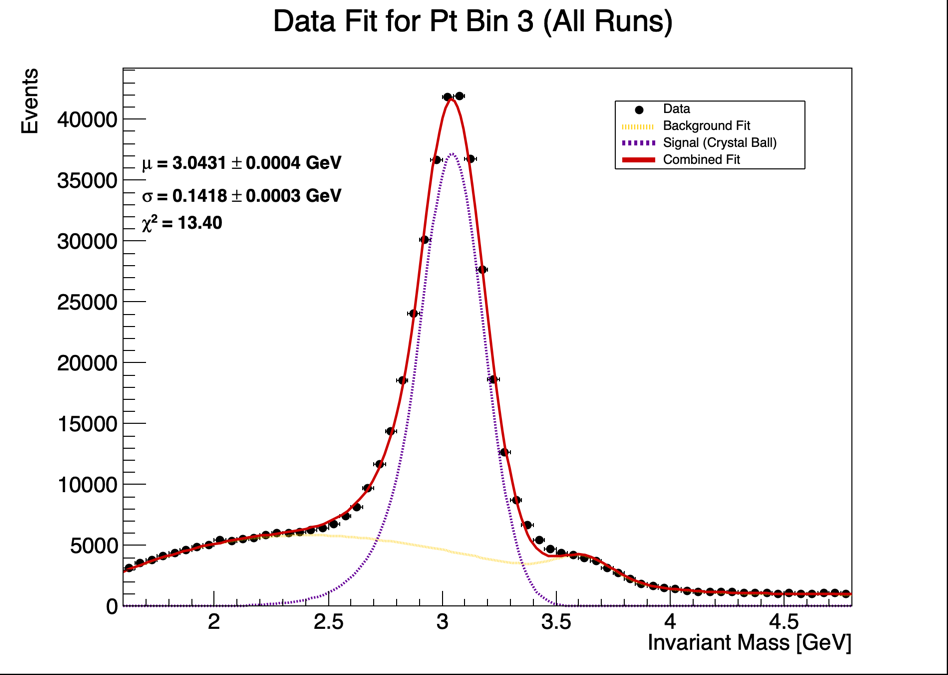 Data Fit for Pt Bin 3 (All Runs)
Events
40000
35000
30000
25000
20000
15000
10000
5000
0
μ = 3.0431 ± 0.0004 GeV
σ = 0.1418 ± 0.0003 GeV
χ² = 13.40
Data
Background Fit
Signal (Crystal Ball)
Combined Fit
2 2.5 3 3.5 4 4.5
Invariant Mass [GeV]